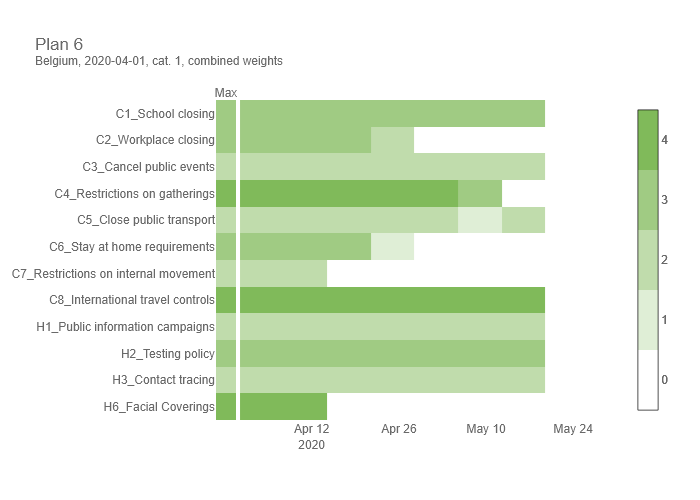 Plan 6
Belgium, 2020-04-01, cat. 1, combined weights
Max
C1_School closing
C2_Workplace closing
C3_Cancel public events
C4_Restrictions on gatherings
C5_Close public transport
C6_Stay at home requirements
C7_Restrictions on internal movement
C8_International travel controls
H1_Public information campaigns
H2_Testing policy
H3_Contact tracing
H6_Facial Coverings
Apr 12 Apr 26 May 10 May 24
2020
4
3
2
1
0